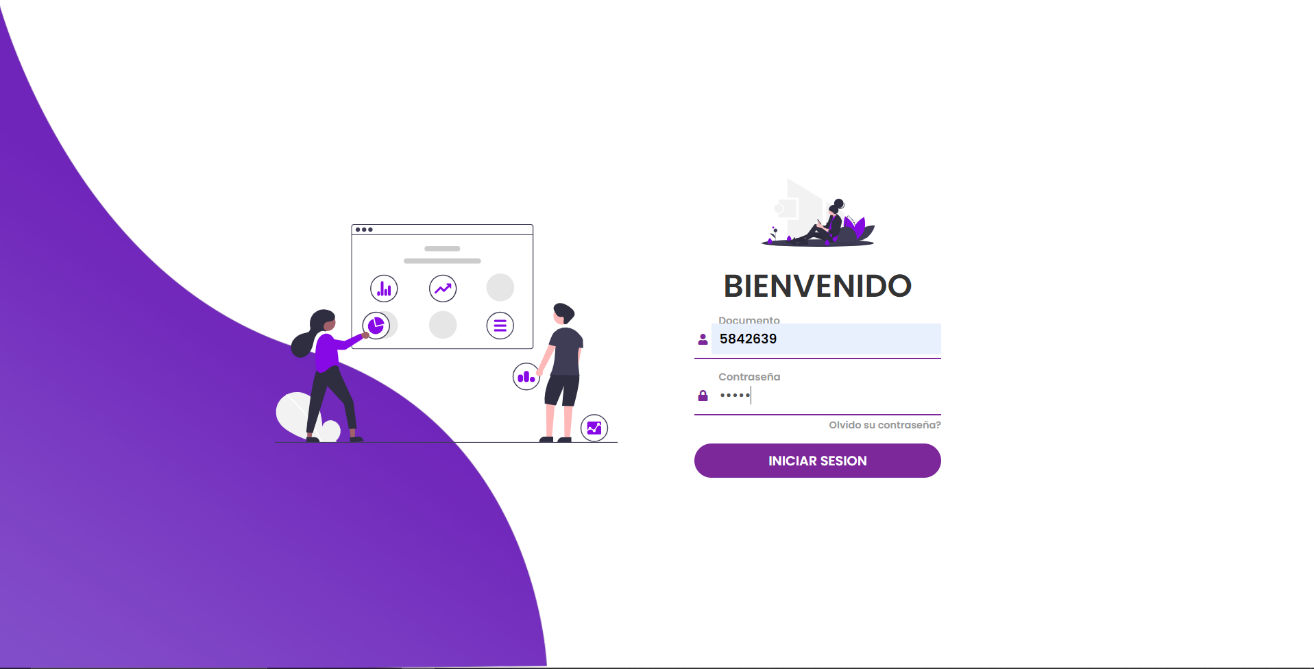 BIENVENIDO
Documento
5842639
Contraseña
•••••
Olvido su contraseña?
INICIAR SESION